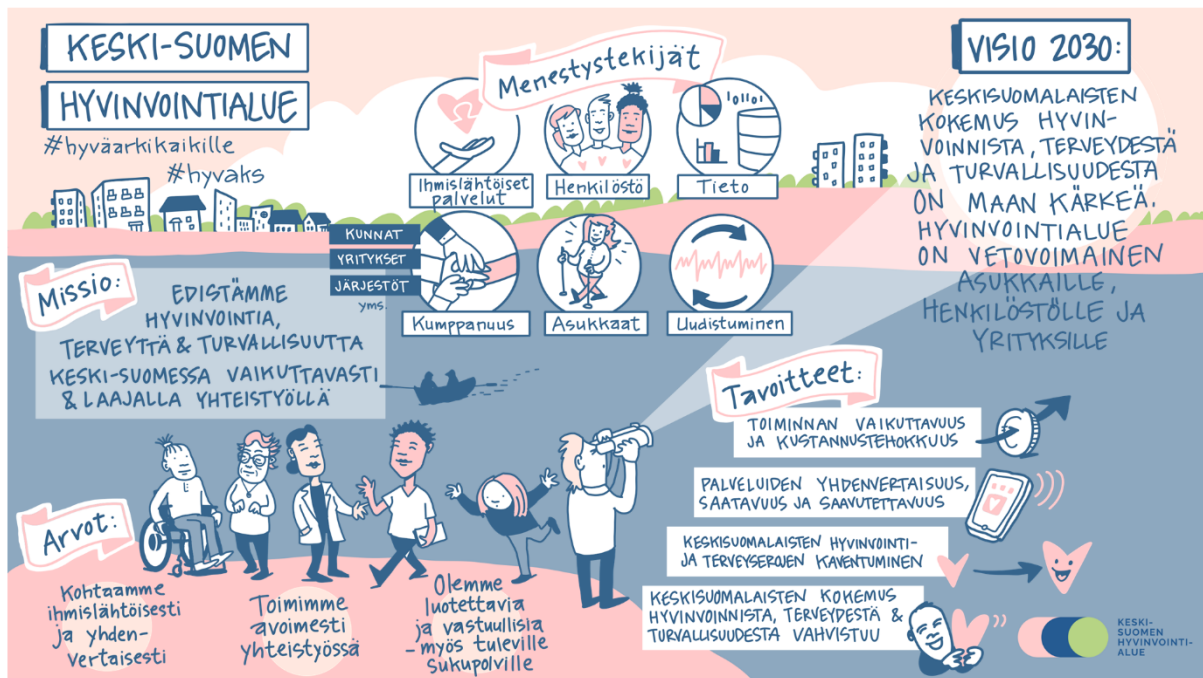 KESKI-SUOMEN
HYVINVOINTIALUE
#hyväarkikaikille
#hyvaks
Menestystekijät
Ihmislähtöiset
palvelut
Henkilöstö
Tieto
10110I
KUNNAT
YRITYKSET
JÄRJESTÖT
yms.
Kumppanuus
Asukkaat
Uudistuminen
VISIO 2030:
KESKISUOMALAISTEN
KOKEMUS HYVIN-
VOINNISTA, TERVEYDESTÄ
JA TURVALLISUUDESTA
ON MAAN KÄRKEÄ.
HYVINVOINTIALUE
ON VETOVOIMAINEN
ASUKKAILLE,
HENKILÖSTÖLLE JA
YRITYKSILLE
Missio:
EDISTÄMME
HYVINVOINTIA,
TERVEYTTÄ & TURVALLISUUTTA
KESKI-SUOMESSA VAIKUTTAVASTI
& LAAJALLA YHTEISTYÖLLÄ
Arvot:
Kohtaamme
ihmislähtöisesti
ja yhden-
vertaisesti
Toimimme
avoimesti
yhteistyössä
Olemme
luotettavia
ja vastuullisia
- myös tuleville
sukupolville
Tavoitteet:
TOIMINNAN VAIKUTTAVUUS
JA KUSTANNUSTEHOKKUUS
€
PALVELUIDEN YHDENVERTAISUUS,
SAATAVUUS JA SAAVUTETTAVUUS
KESKISUOMALAISTEN HYVINVOINTI-
JA TERVEYSEROJEN KAVENTUMINEN
KESKISUOMALAISTEN KOKEMUS
HYVINVOINNISTA, TERVEYDESTÄ &
TURVALLISUUDESTA VAHVISTUU
KESKI-
SUOMEN
HYVINVOINTI-
ALUE